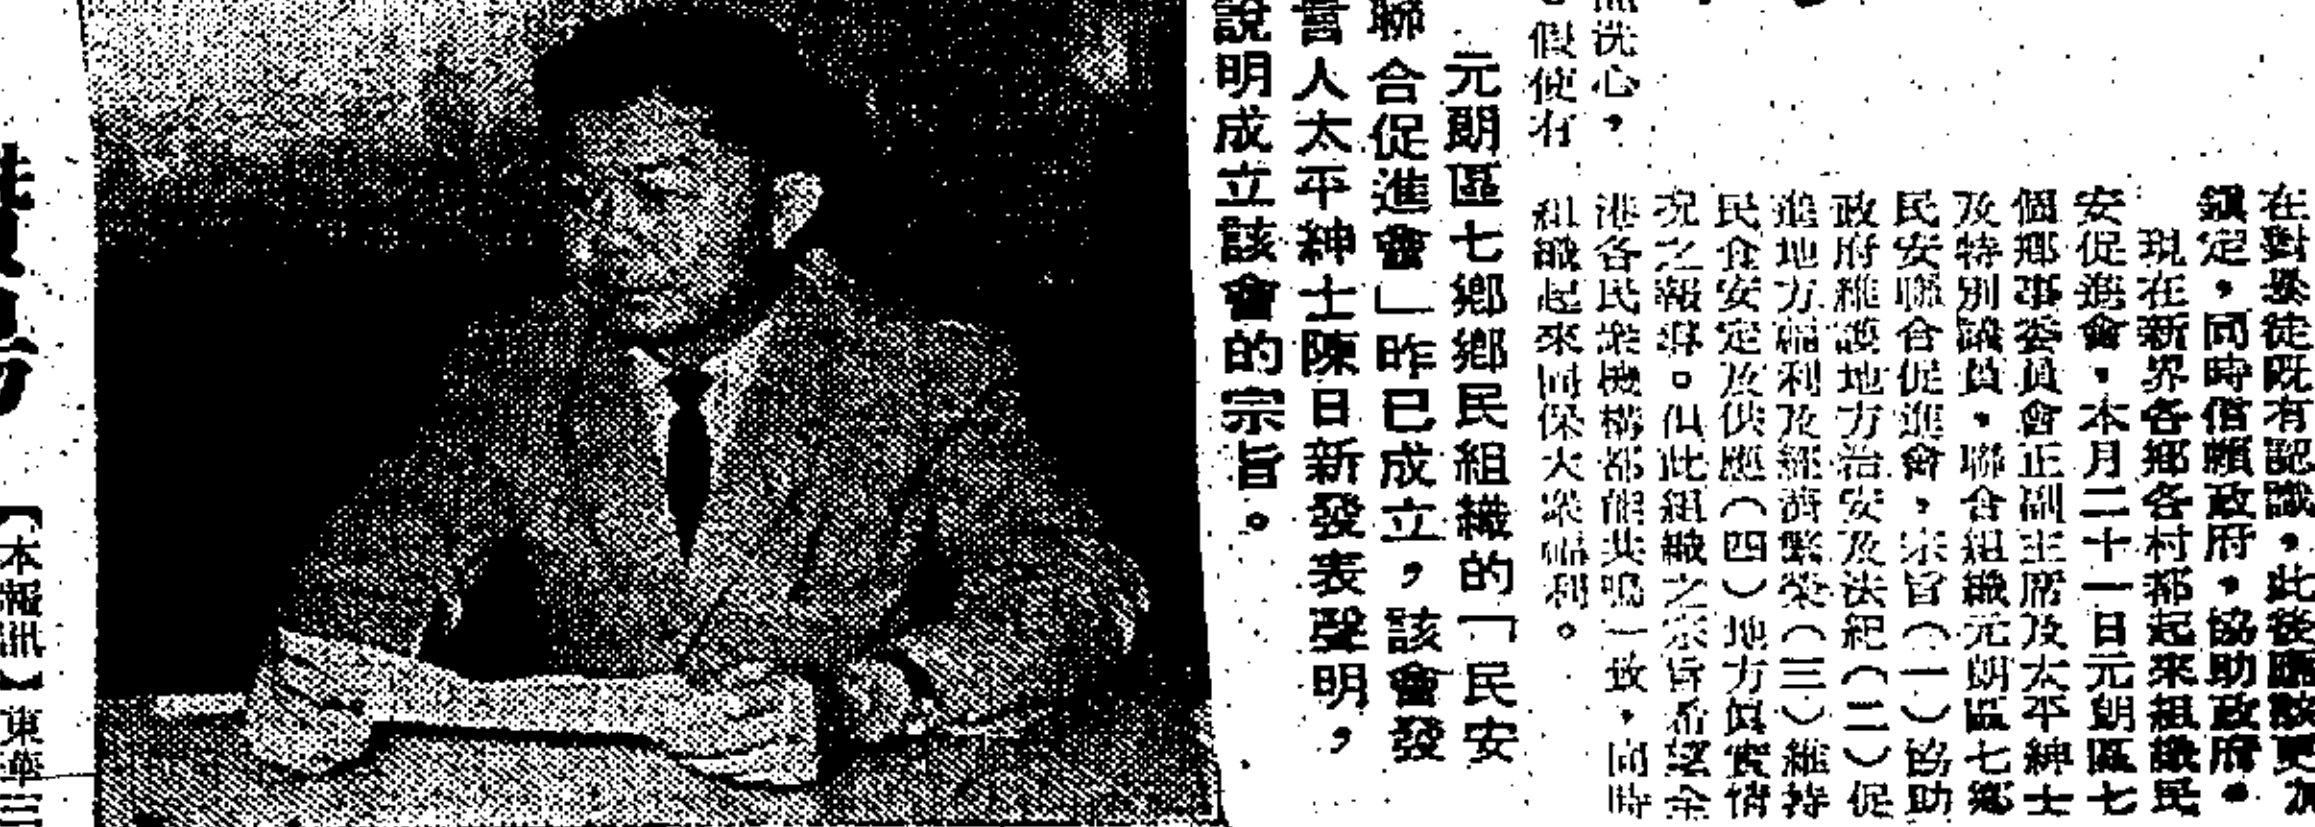 在對暴徒既有認識。此後應該更加
鎮定，同時信賴政府，協助政府。
現在新界各鄉各村都起來組織民
安促進會，本月二十一日元朗區七
個鄉事委員會正副主席及太平紳士
及特別議員，聯合組織元朗區七鄉
民安聯合促進會，宗旨（一）協助
政府維護地方治安及法紀（二）促
進地方福利及經濟繁榮（三）維持
民食安定及供應（四）地方真實情
況之報導。但此組織之宗旨希望全
港各民眾機構都能共鳴一致，同時
組織起來同保大眾福利。
洗心，
假使有
元朗區七鄉鄉民組織的「民安
聯合促進會」昨已成立，該會發
言人太平紳士陳日新發表聲明，
說明成立該會的宗旨。
【本報訊】東華三